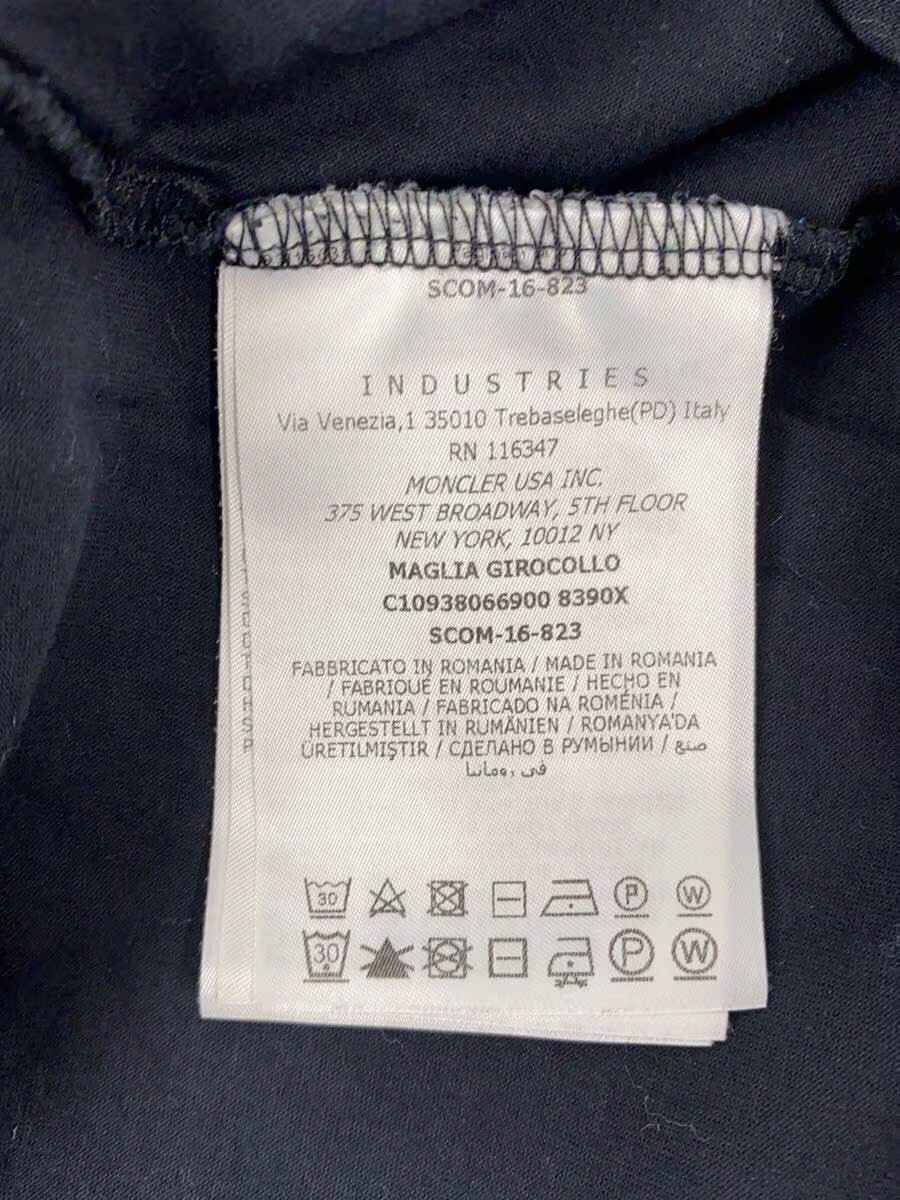 SCOM-16-823
INDUSTRIES
Via Venezia,1 35010 Trebaseleghe(PD) Italy
RN 116347
MONCLER USA INC.
375 WEST BROADWAY, 5TH FLOOR
NEW YORK, 10012 NY
MAGLIA GIROCOLLO
C10938066900 8390X
SCOM-16-823
FABBRICATO IN ROMANIA / MADE IN ROMANIA
/ FABRIQUÉ EN ROUMANIE / HECHO EN
RUMANIA / FABRICADO NA ROMÉNIA /
HERGESTELLT IN RUMÄNIEN / ROMANYA'DA
ÜRETILMIŞTIR / СДЕЛАНО В РУМЫНИИ / صنع
في رومانيا
30 P W
30 P W